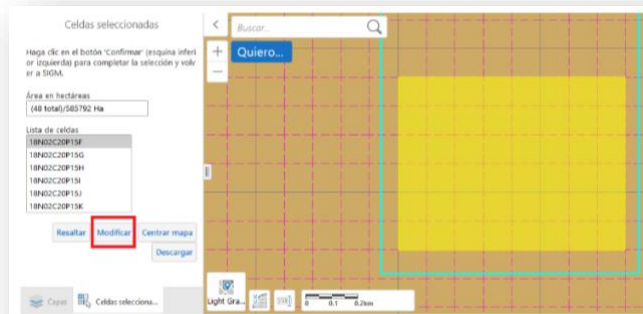 Celdas seleccionadas
Haga clic en el botón 'Confirmar' (esquina inferi
or izquierda) para completar la selección y volv
er a SIGM.
Área en hectáreas
(48 total)/585792 Ha
Lista de celdas
18N02C20P15F
18N02C20P15G
18N02C20P15H
18N02C20P15I
18N02C20P15J
18N02C20P15K
Resaltar Modificar Centrar mapa
Descargar
Capas Celdas selecciona...
Buscar...
Quiero...
Light Gra...
0 0.1 0.2km